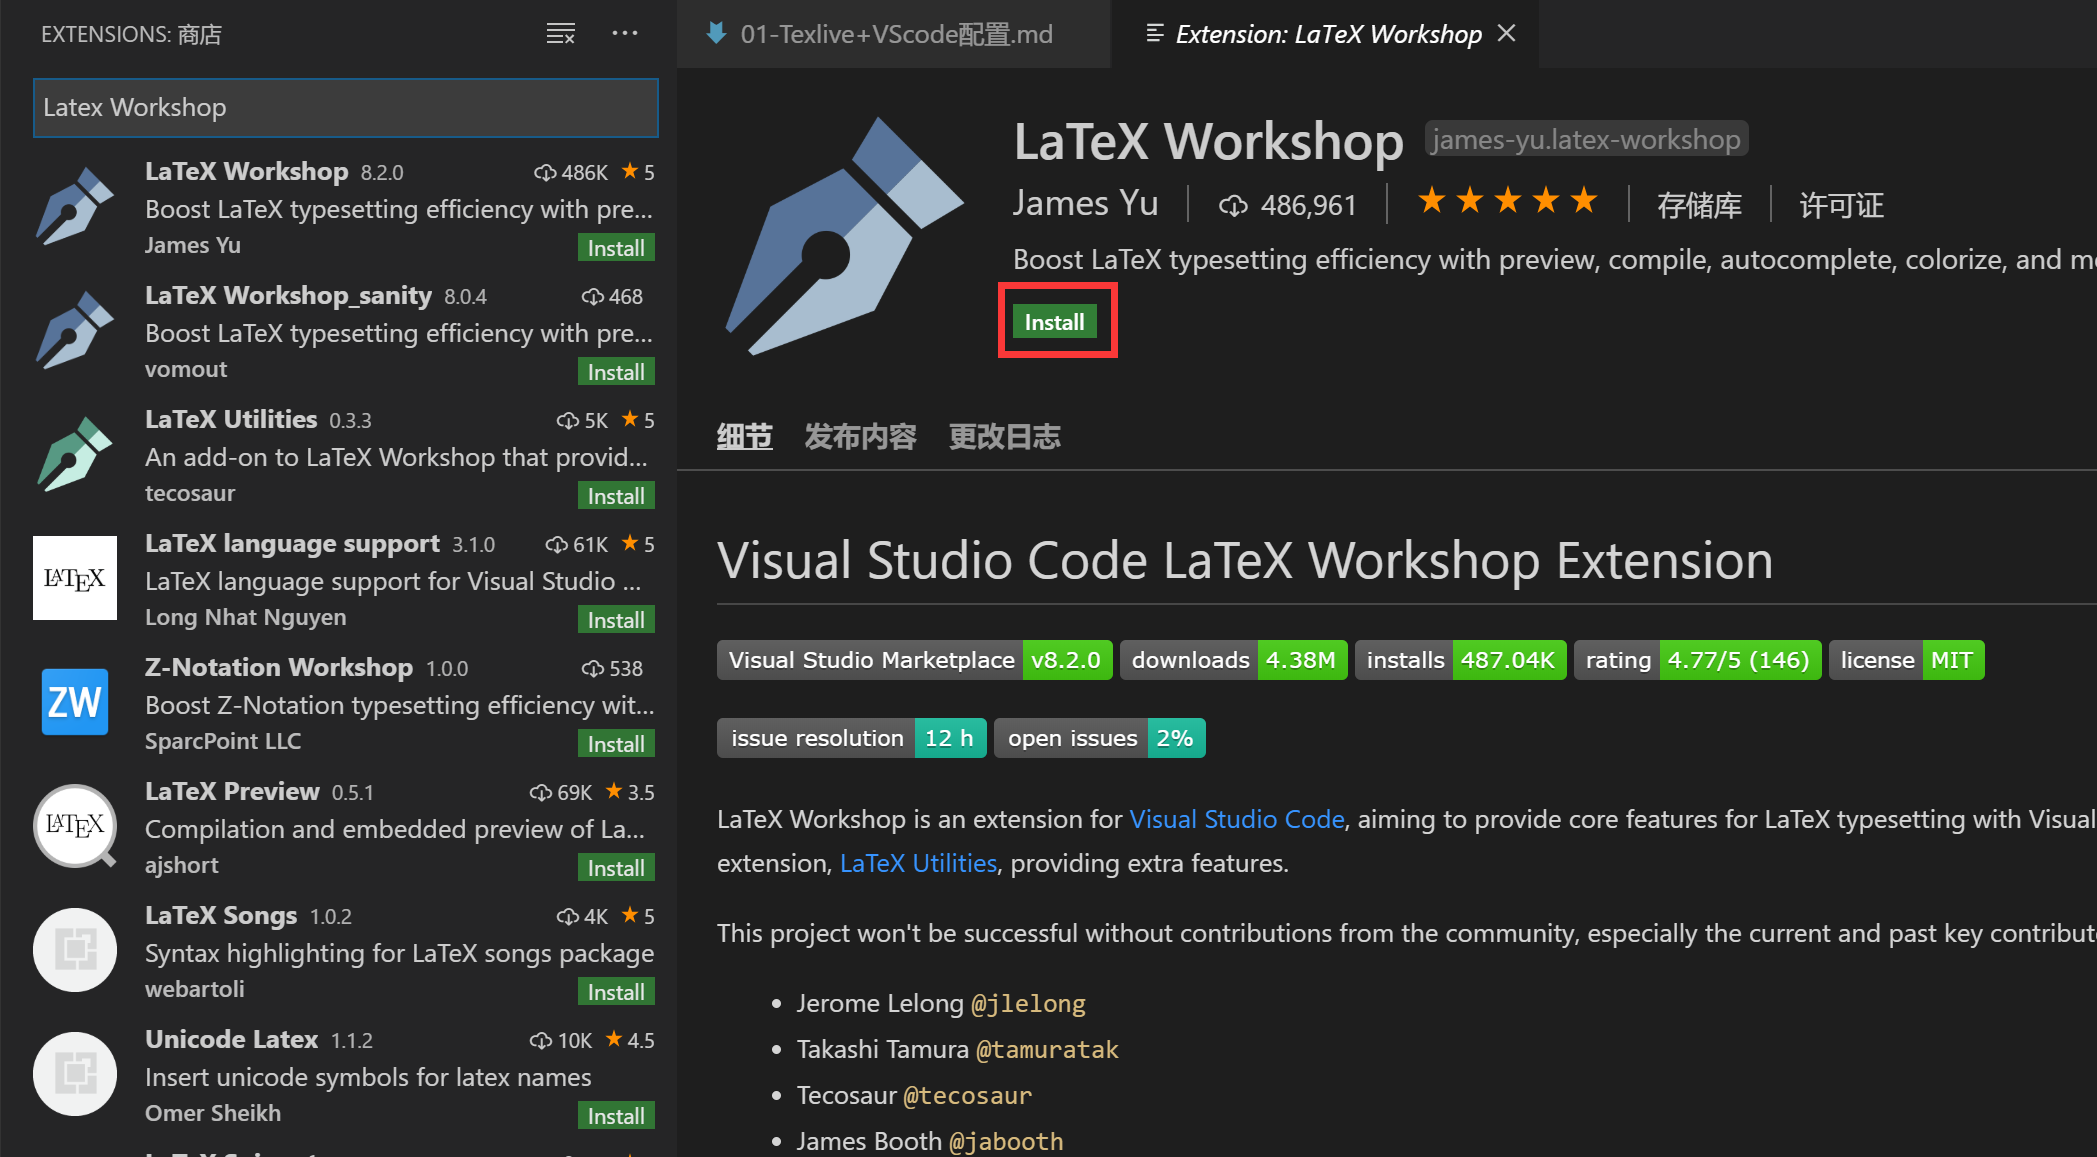 EXTENSIONS: 商店
Latex Workshop
LaTeX Workshop 8.2.0 486K ★ 5
Boost LaTeX typesetting efficiency with pre...
James Yu Install
LaTeX Workshop_sanity 8.0.4 468
Boost LaTeX typesetting efficiency with pre...
vomout Install
LaTeX Utilities 0.3.3 5K ★ 5
An add-on to LaTeX Workshop that provid...
tecosaur Install
LATEX
LaTeX language support 3.1.0 61K ★ 5
LaTeX language support for Visual Studio ...
Long Nhat Nguyen Install
ZW
Z-Notation Workshop 1.0.0 538
Boost Z-Notation typesetting efficiency wit...
SparcPoint LLC Install
LATEX
LaTeX Preview 0.5.1 69K ★ 3.5
Compilation and embedded preview of La...
ajshort Install
LaTeX Songs 1.0.2 4K ★ 5
Syntax highlighting for LaTeX songs package
webartoli Install
Unicode Latex 1.1.2 10K ★ 4.5
Insert unicode symbols for latex names
Omer Sheikh Install
01-Texlive+VScode配置.md
Extension: LaTeX Workshop
LaTeX Workshop james-yu.latex-workshop
James Yu | 486,961 | ★★★★★ | 存储库 | 许可证
Boost LaTeX typesetting efficiency with preview, compile, autocomplete, colorize, and
Install
细节 发布内容 更改日志
Visual Studio Code LaTeX Workshop Extension
Visual Studio Marketplace v8.2.0 downloads 4.38M installs 487.04K rating 4.77/5 (146) license MIT
issue resolution 12 h open issues 2%
LaTeX Workshop is an extension for Visual Studio Code, aiming to provide core features for LaTeX typesetting with Visual
extension, LaTeX Utilities, providing extra features.
This project won't be successful without contributions from the community, especially the current and past key
• Jerome Lelong @jlelong
• Takashi Tamura @tamuratak
• Tecosaur @tecosaur
• James Booth @jabooth